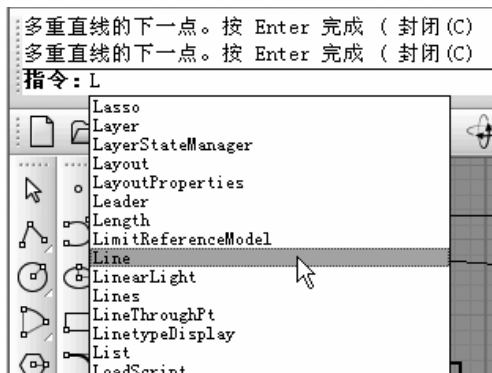 多重直线的下一点。按 Enter 完成 ( 封闭(C)
多重直线的下一点。按 Enter 完成 ( 封闭(C)
指令: L
Lasso
Layer
LayerStateManager
Layout
LayoutProperties
Leader
Length
LimitReferenceModel
Line
LinearLight
Lines
LineThroughPt
LinetypeDisplay
List
LoadScript